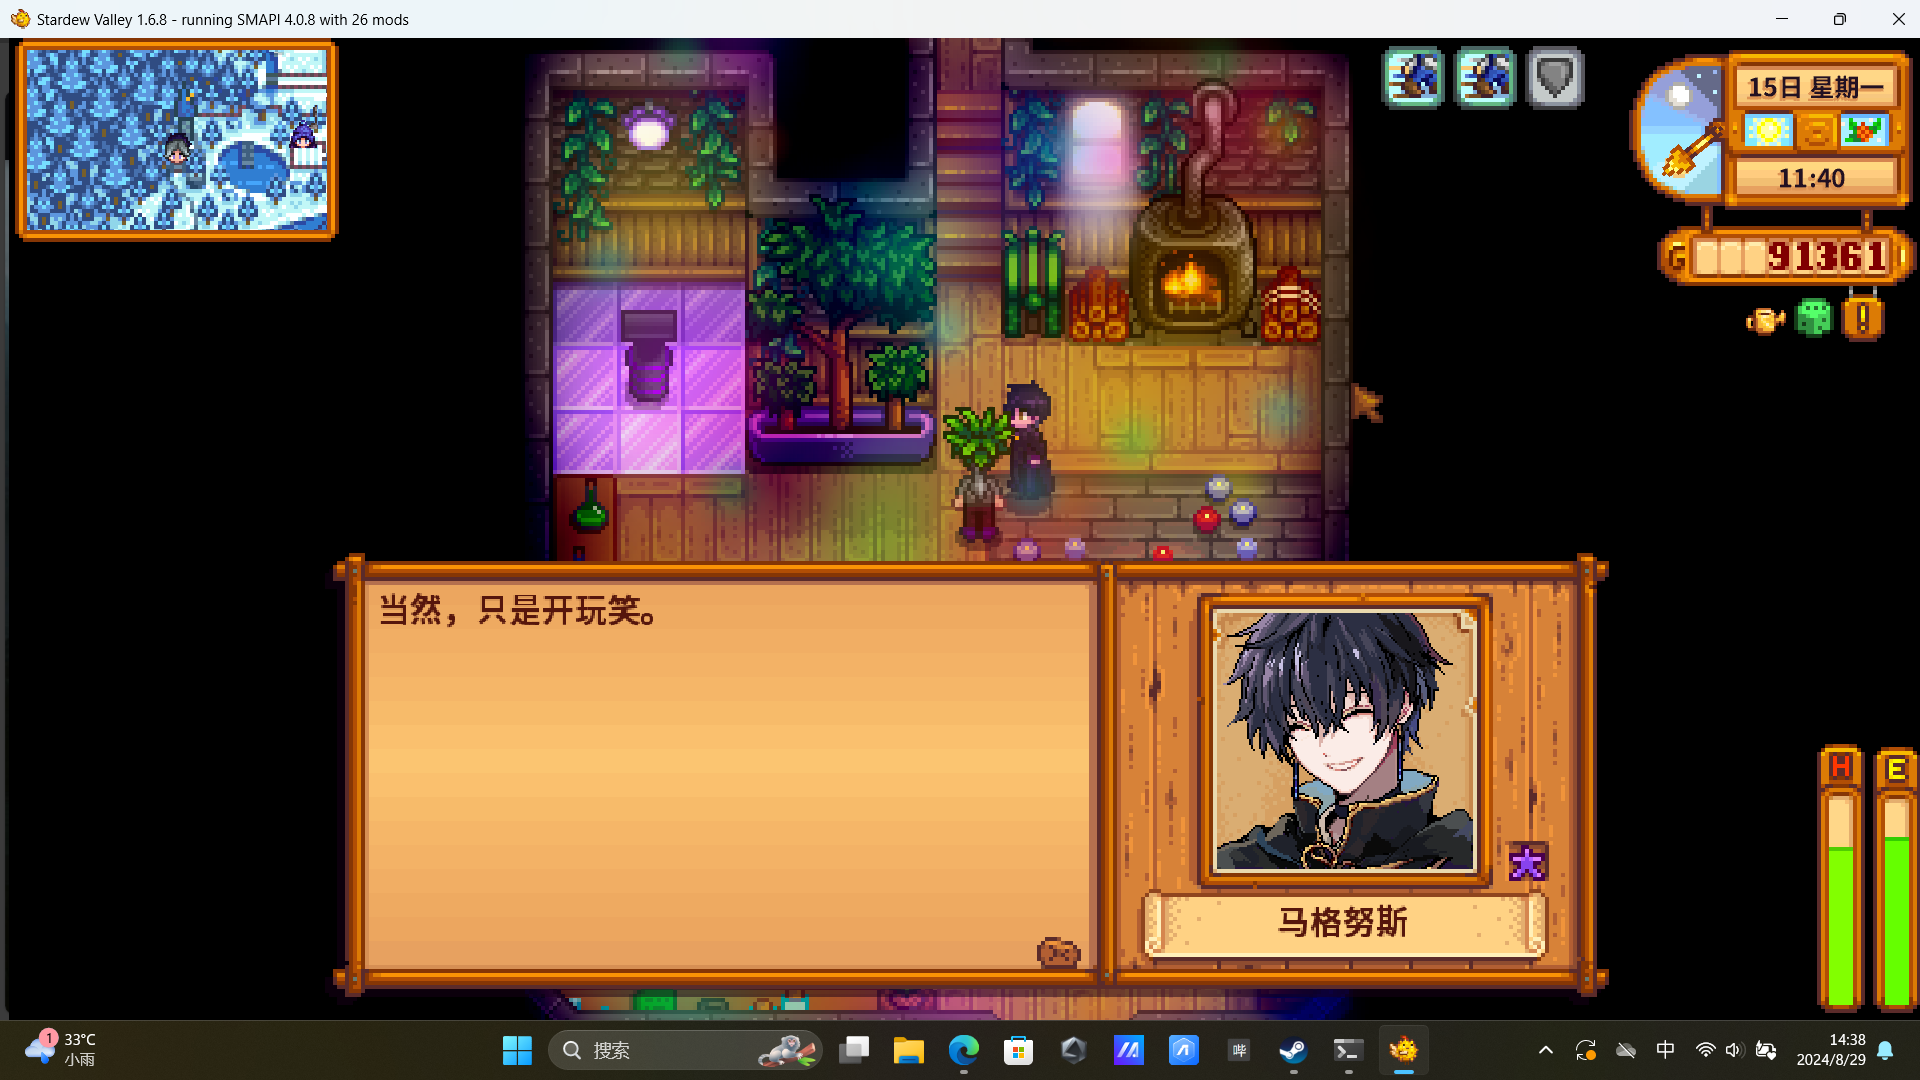 Stardew Valley 1.6.8 - running SMAPI 4.0.8 with 26 mods
15日 星期一
11:40
G 91361
当然，只是开玩笑。
马格努斯
H E
1
33°C
小雨
搜索
哔
中
14:38
2024/8/29